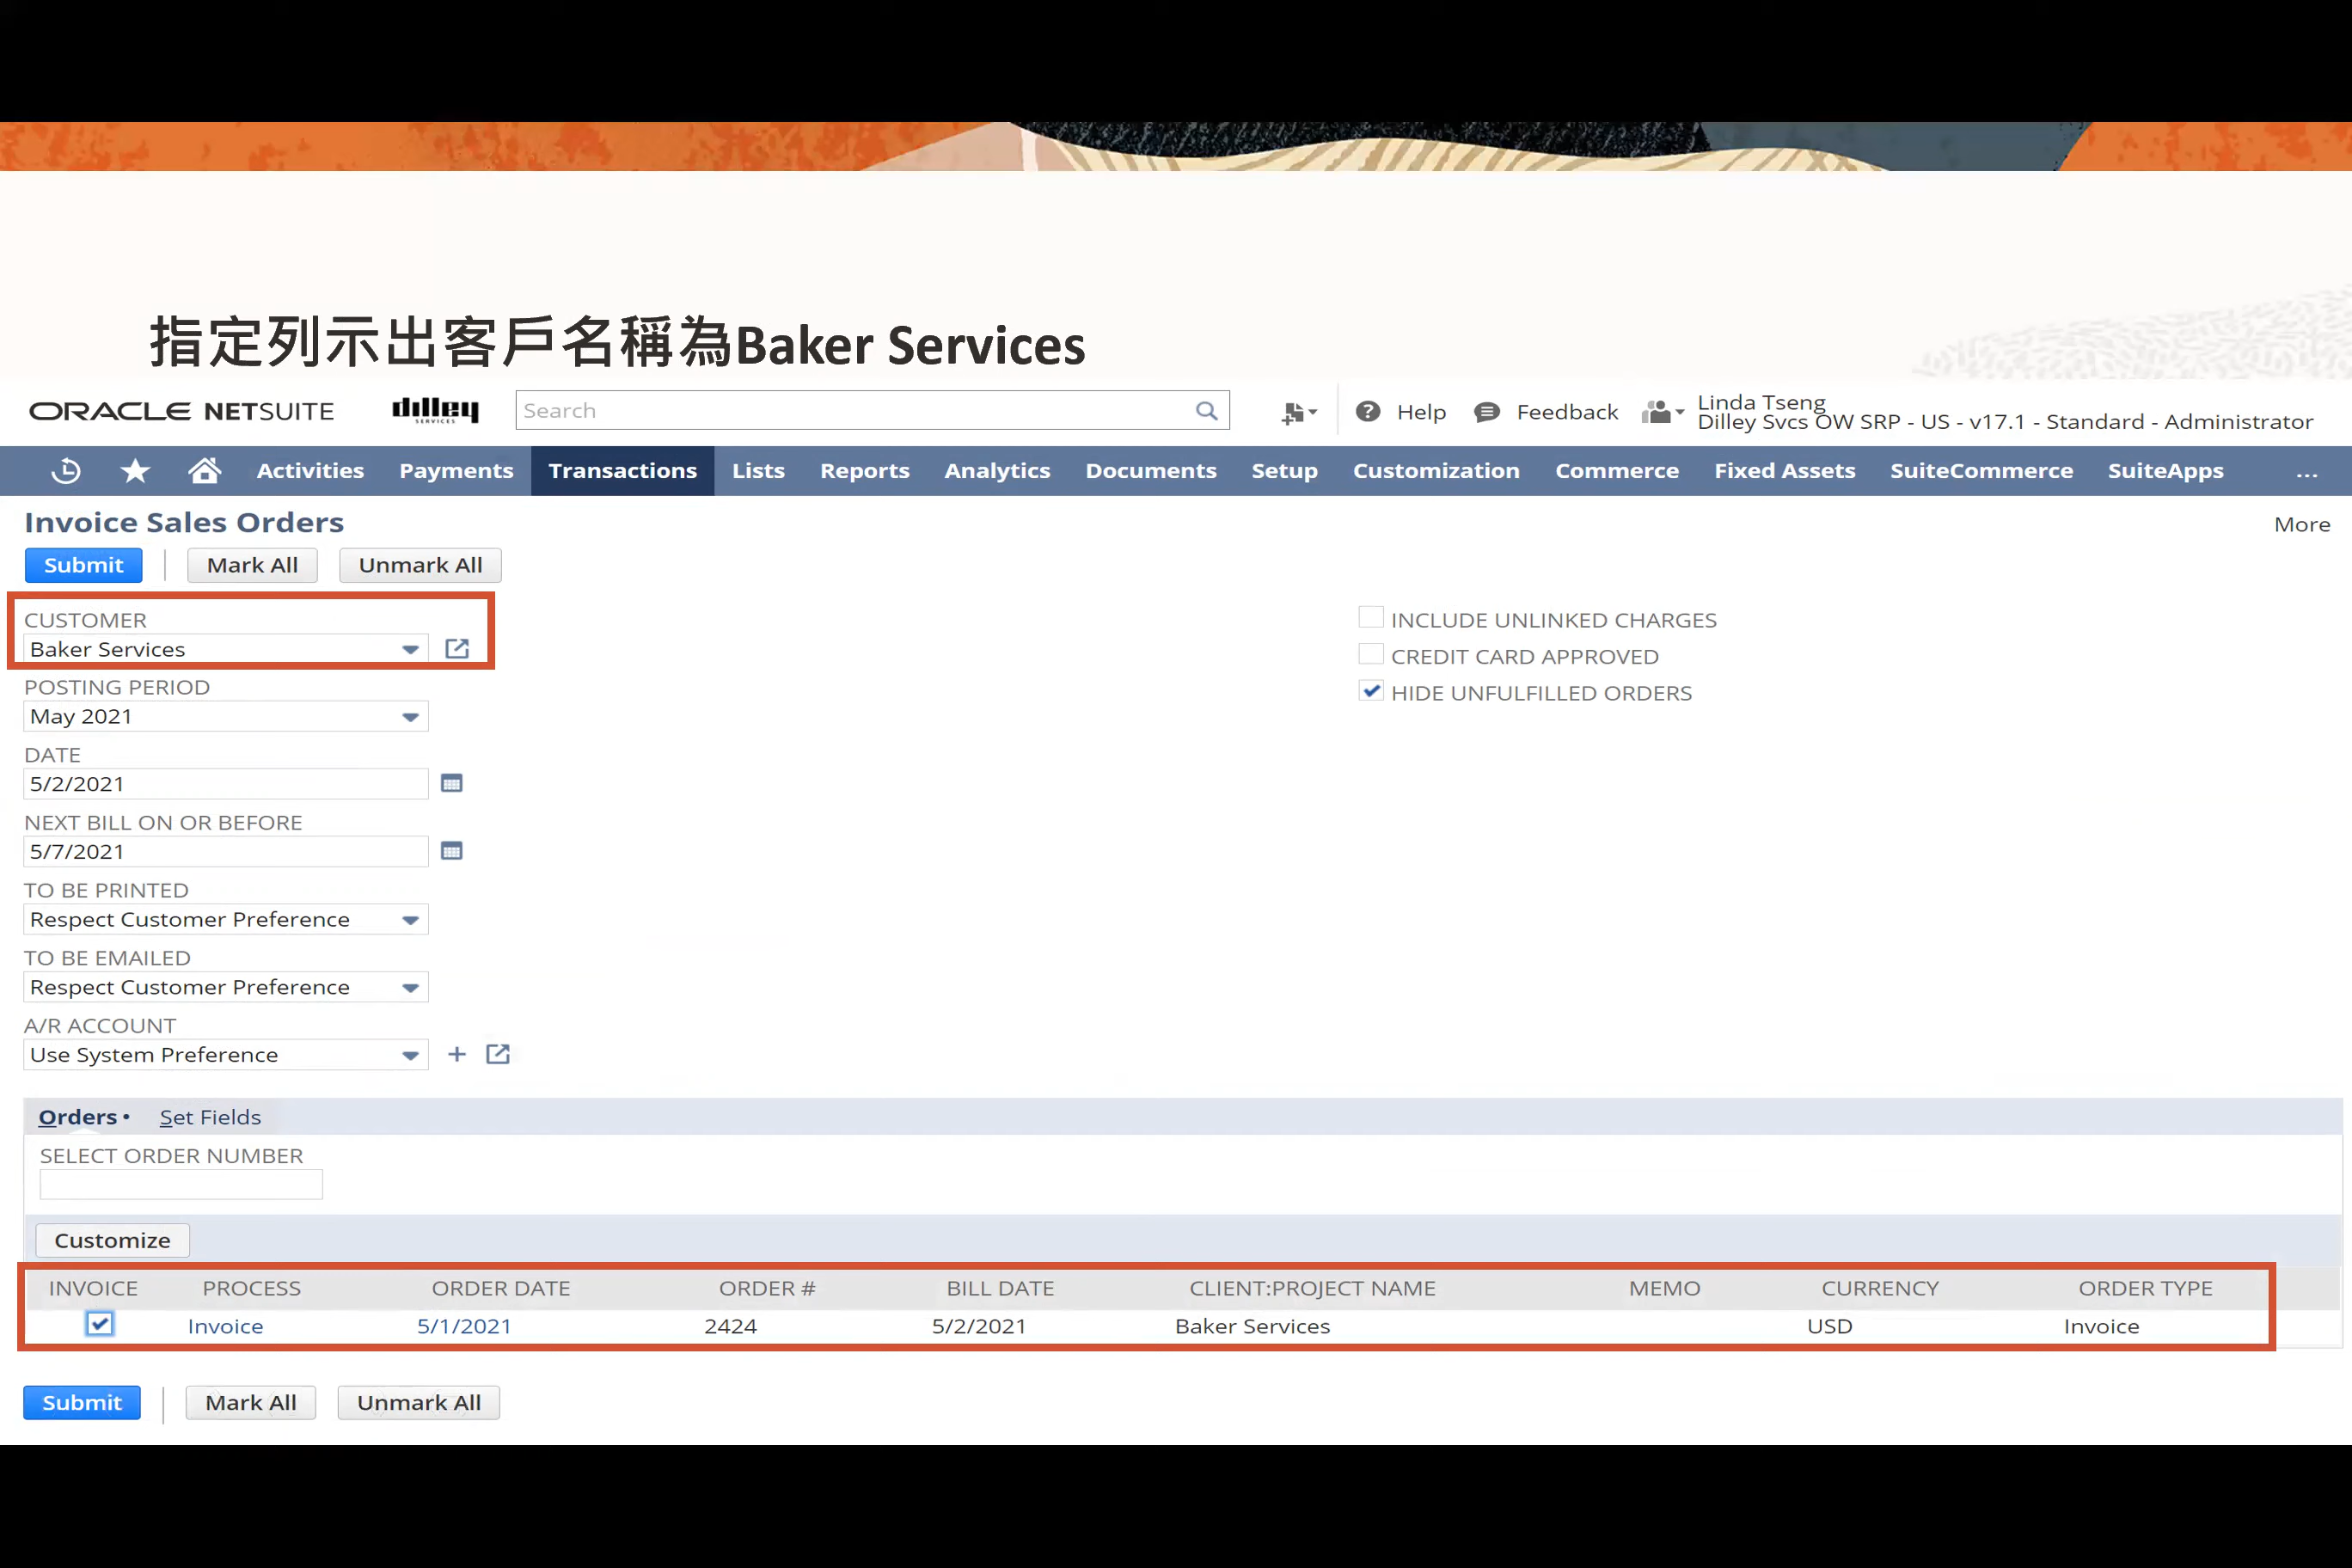 指定列示出客戶名稱為Baker Services
ORACLE NETSUITE
dilley
SERVICES
Search
Help
Feedback
Linda Tseng
Dilley Svcs OW SRP - US - v17.1 - Standard - Administrator
Activities Payments Transactions Lists Reports Analytics Documents Setup Customization Commerce Fixed Assets SuiteCommerce SuiteApps ...
Invoice Sales Orders
More
Submit Mark All Unmark All
CUSTOMER
Baker Services
POSTING PERIOD
May 2021
DATE
5/2/2021
NEXT BILL ON OR BEFORE
5/7/2021
TO BE PRINTED
Respect Customer Preference
TO BE EMAILED
Respect Customer Preference
A/R ACCOUNT
Use System Preference
INCLUDE UNLINKED CHARGES
CREDIT CARD APPROVED
HIDE UNFULFILLED ORDERS
Orders • Set Fields
SELECT ORDER NUMBER
Customize
INVOICE PROCESS ORDER DATE ORDER # BILL DATE CLIENT:PROJECT NAME MEMO CURRENCY ORDER TYPE
Invoice 5/1/2021 2424 5/2/2021 Baker Services USD Invoice
Submit Mark All Unmark All